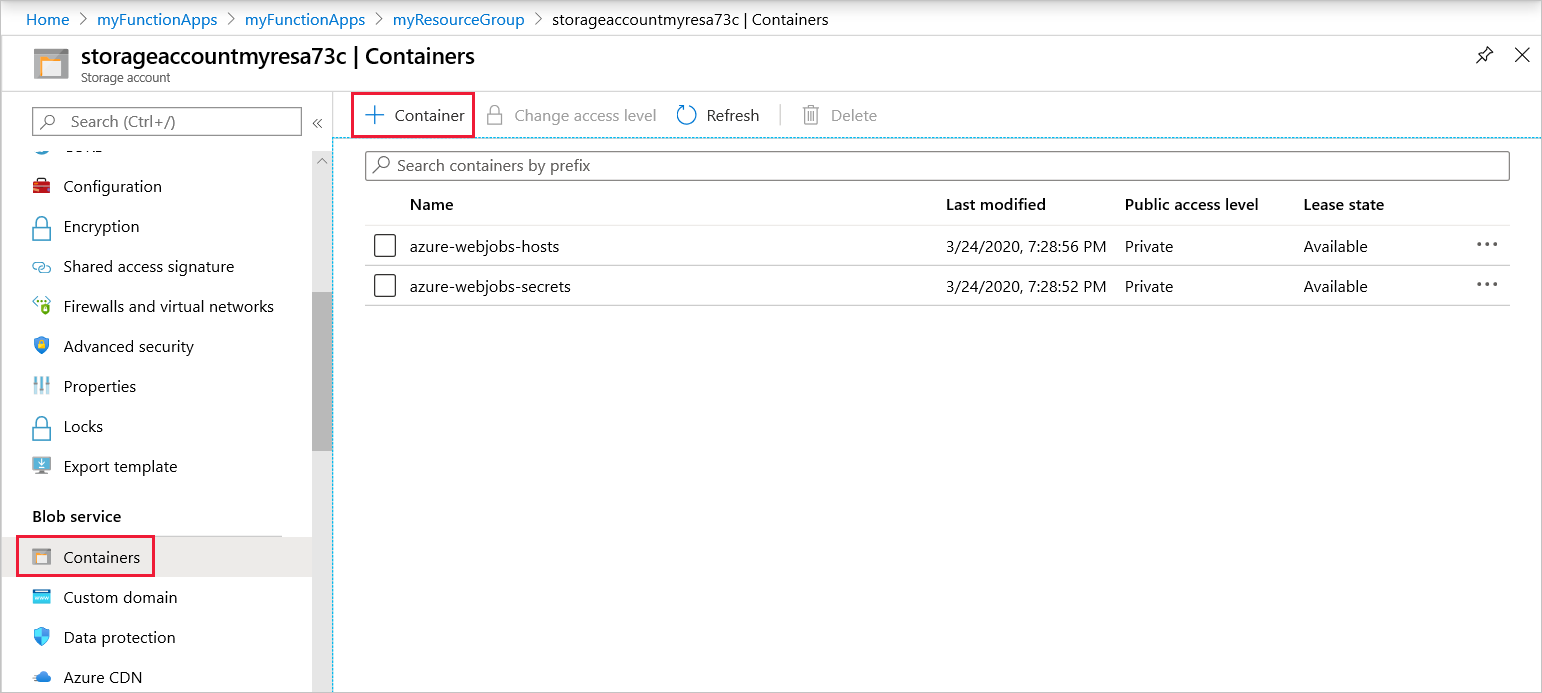 Home > myFunctionApps > myFunctionApps > myResourceGroup > storageaccountmyresa73c | Containers
storageaccountmyresa73c | Containers
Storage account
Search (Ctrl+/)
«
Configuration
Encryption
Shared access signature
Firewalls and virtual networks
Advanced security
Properties
Locks
Export template
Blob service
Containers
Custom domain
Data protection
Azure CDN
+ Container Change access level Refresh Delete
Search containers by prefix
Name Last modified Public access level Lease state
azure-webjobs-hosts 3/24/2020, 7:28:56 PM Private Available ...
azure-webjobs-secrets 3/24/2020, 7:28:52 PM Private Available ...